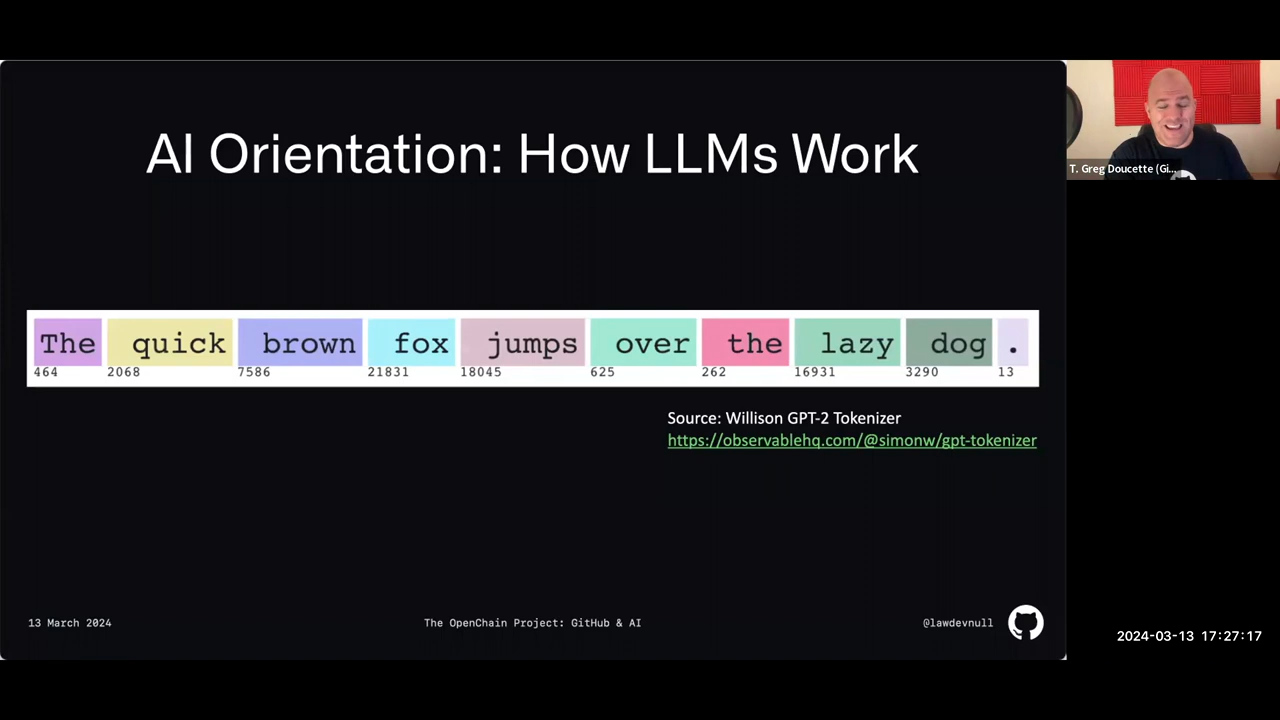 AI Orientation: How LLMs Work
The quick brown fox jumps over the lazy dog .
464 2068 7586 21831 18045 625 262 16931 3290 13
Source: Willison GPT-2 Tokenizer
https://observablehq.com/@simonw/gpt-tokenizer
13 March 2024 The OpenChain Project: GitHub & AI @lawdevnull
T. Greg Doucette (Gi...
2024-03-13 17:27:17